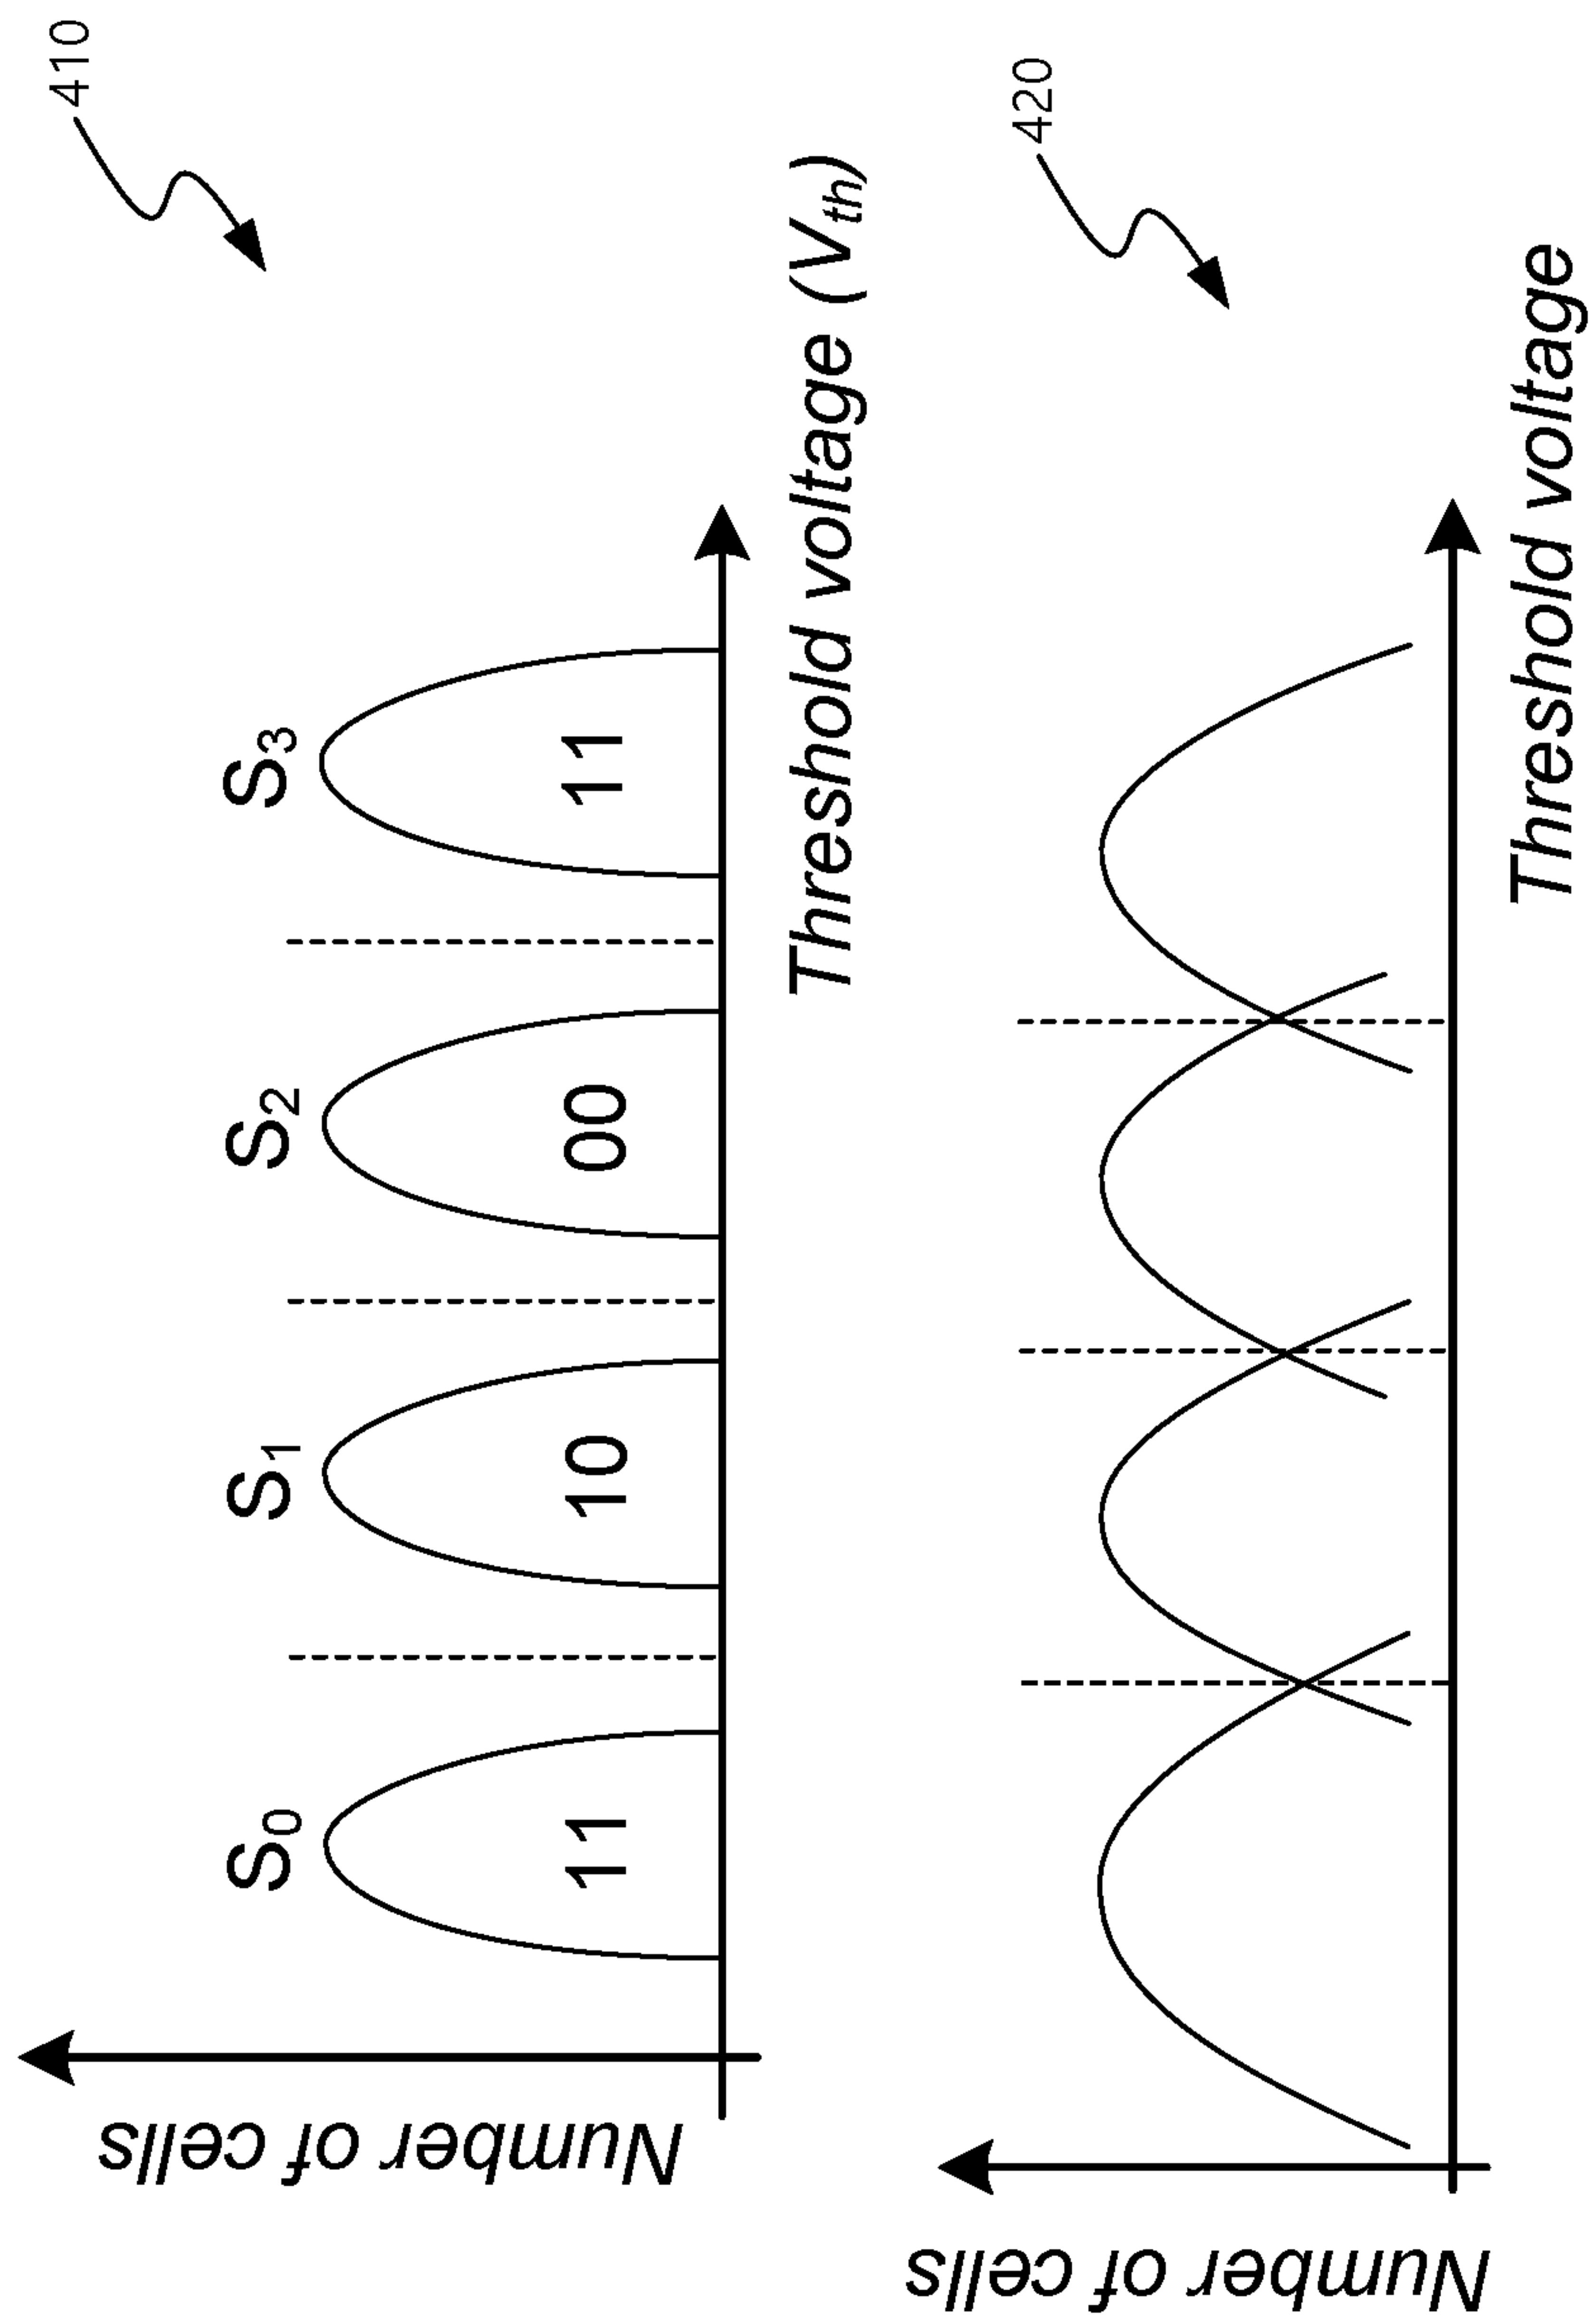 410
S0
S1
S2
S3
11
10
00
11
Number of cells
Threshold voltage (Vth)
420
Number of cells
Threshold voltage